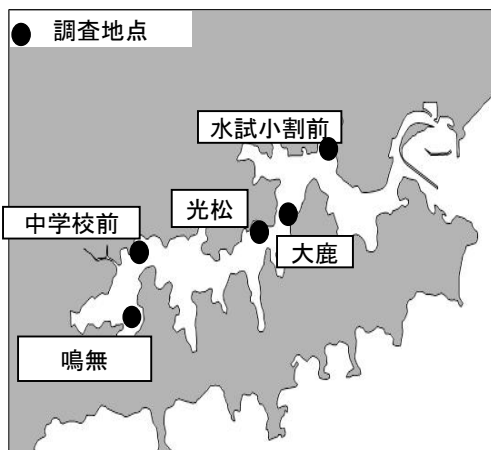 調査地点
水試小割前
光松
中学校前
大鹿
鳴無